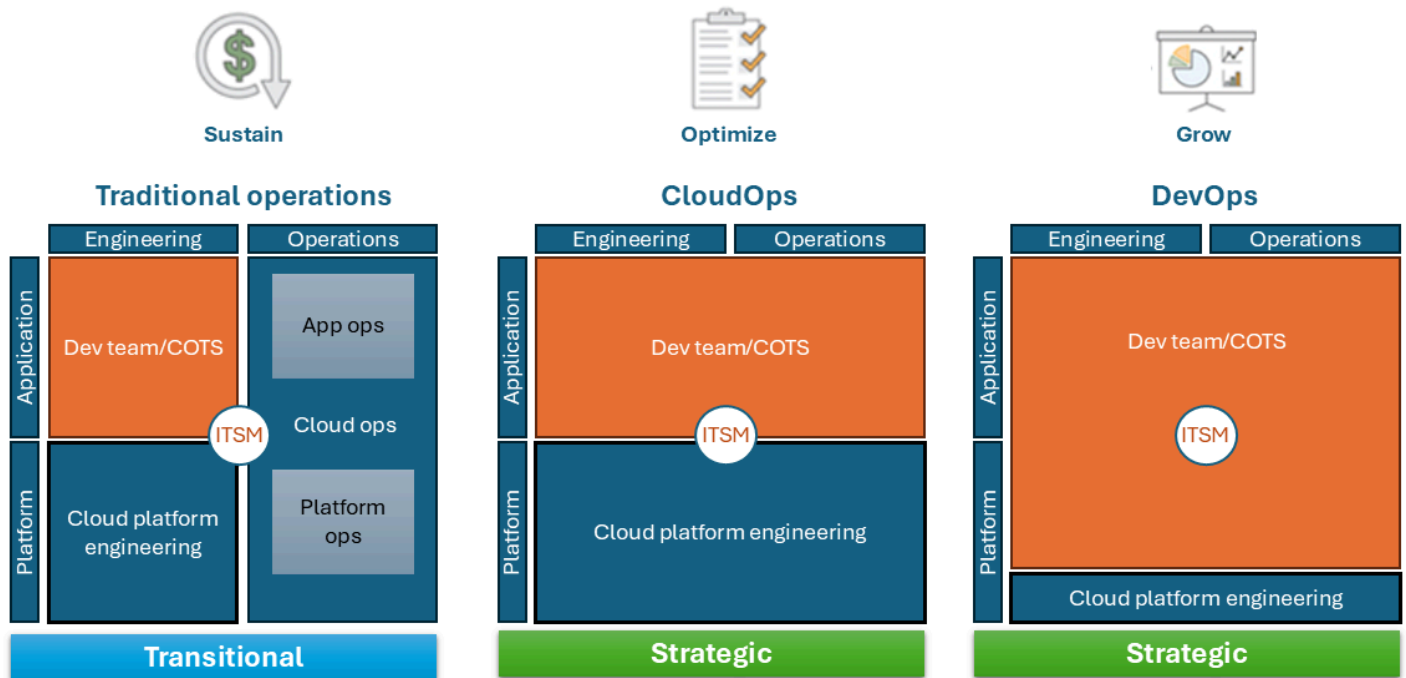 Sustain
Traditional operations
Engineering
Operations
Application
Platform
Dev team/COTS
App ops
ITSM
Cloud ops
Cloud platform
engineering
Platform
ops
Transitional
Optimize
CloudOps
Engineering
Operations
Application
Platform
Dev team/COTS
ITSM
Cloud platform engineering
Strategic
Grow
DevOps
Engineering
Operations
Application
Platform
Dev team/COTS
ITSM
Cloud platform engineering
Strategic